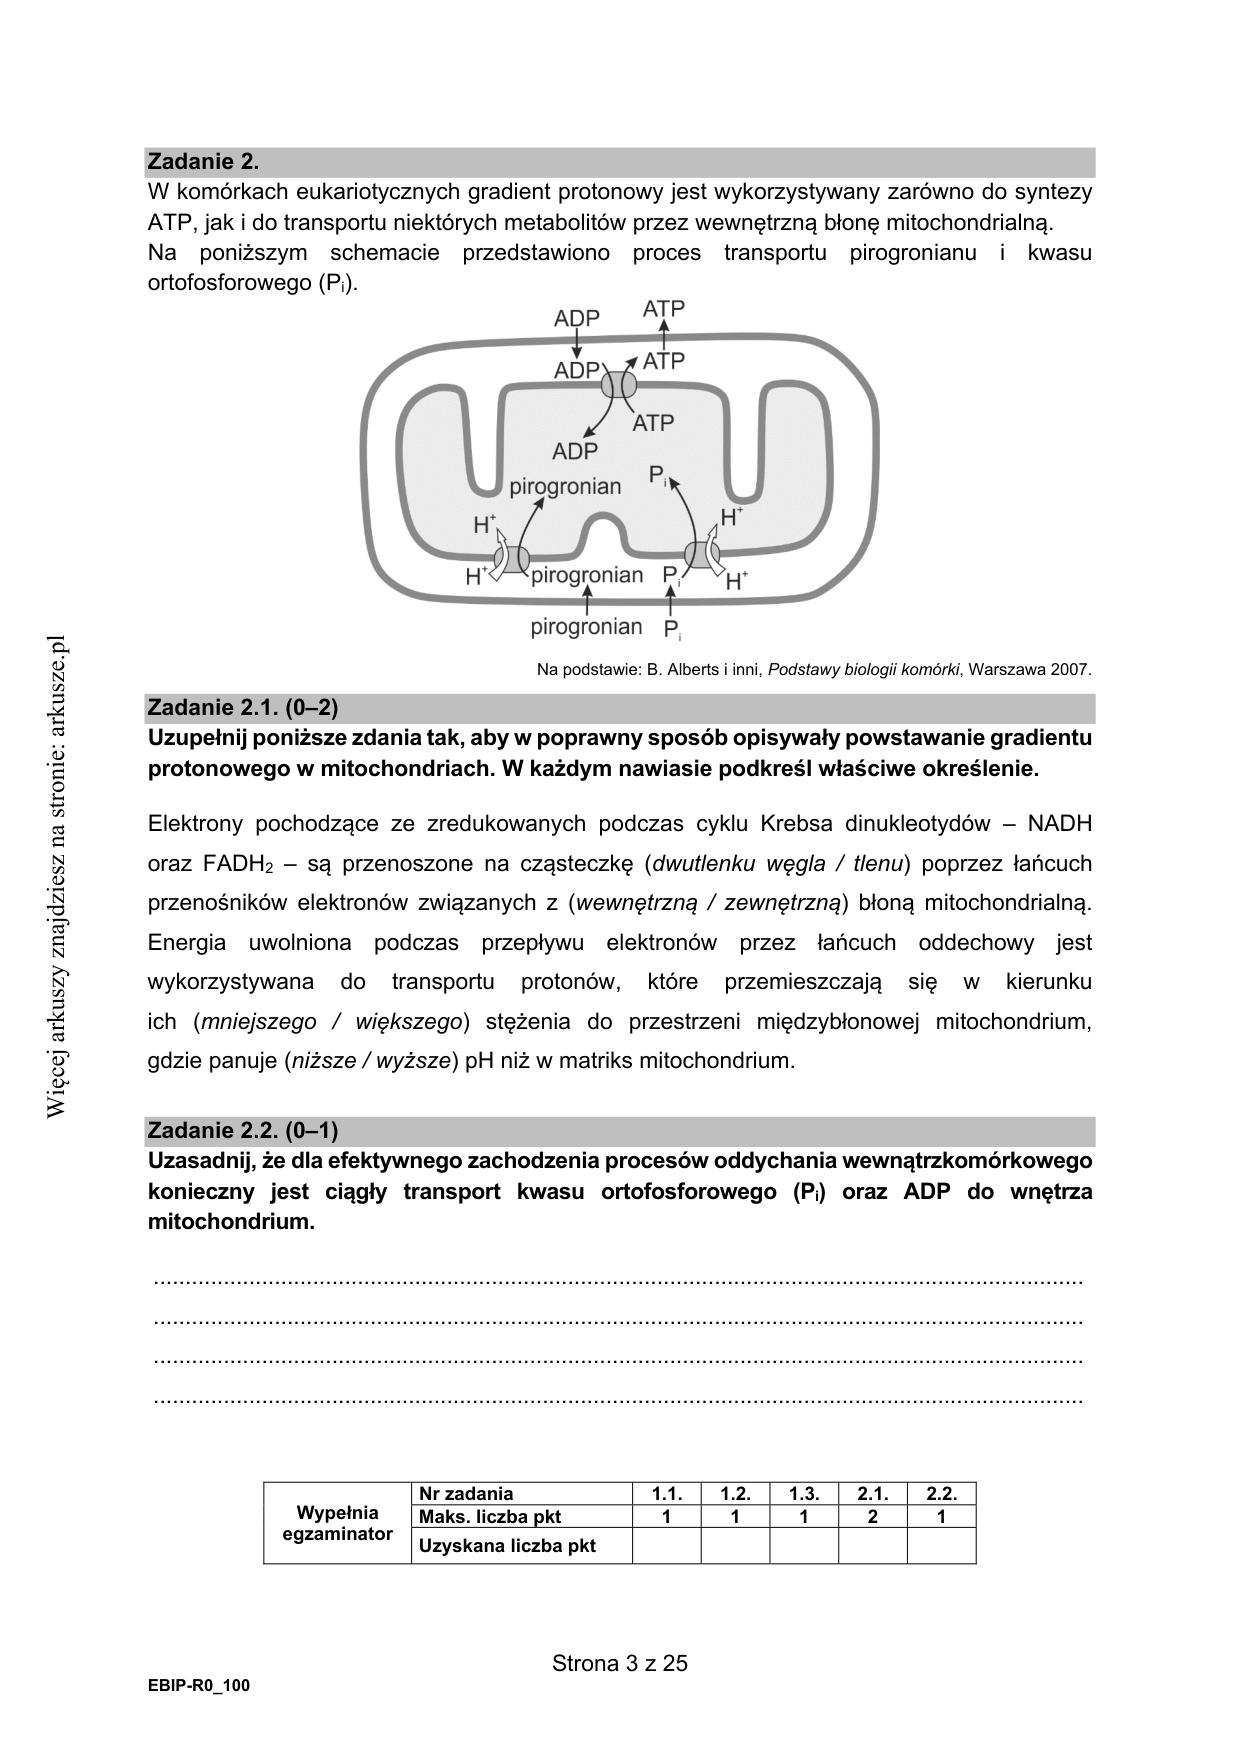 Zadanie 2.
W komórkach eukariotycznych gradient protonowy jest wykorzystywany zarówno do syntezy
ATP, jak i do transportu niektórych metabolitów przez wewnętrzną błonę mitochondrialną.
Na poniższym schemacie przedstawiono proces transportu pirogronianu i kwasu
ortofosforowego (Pi).
ADP ATP
ADP ATP
ATP
ADP
pirogronian Pi
H+ H+
H+ pirogronian Pi H+
pirogronian Pi
Na podstawie: B. Alberts i inni, Podstawy biologii komórki, Warszawa 2007.
Zadanie 2.1. (0–2)
Uzupełnij poniższe zdania tak, aby w poprawny sposób opisywały powstawanie gradientu
protonowego w mitochondriach. W każdym nawiasie podkreśl właściwe określenie.
Elektrony pochodzące ze zredukowanych podczas cyklu Krebsa dinukleotydów – NADH
oraz FADH2 – są przenoszone na cząsteczkę (dwutlenku węgla / tlenu) poprzez łańcuch
przenośników elektronów związanych z (wewnętrzną / zewnętrzną) błoną mitochondrialną.
Energia uwolniona podczas przepływu elektronów przez łańcuch oddechowy jest
wykorzystywana do transportu protonów, które przemieszczają się w kierunku
ich (mniejszego / większego) stężenia do przestrzeni międzybłonowej mitochondrium,
gdzie panuje (niższe / wyższe) pH niż w matriks mitochondrium.
Zadanie 2.2. (0–1)
Uzasadnij, że dla efektywnego zachodzenia procesów oddychania wewnątrzkomórkowego
konieczny jest ciągły transport kwasu ortofosforowego (Pi) oraz ADP do wnętrza
mitochondrium.
Wypełnia egzaminator
Nr zadania 1.1. 1.2. 1.3. 2.1. 2.2.
Maks. liczba pkt 1 1 1 2 1
Uzyskana liczba pkt
Strona 3 z 25
EBIP-R0_100
Więcej arkuszy znajdziesz na stronie: arkusze.pl